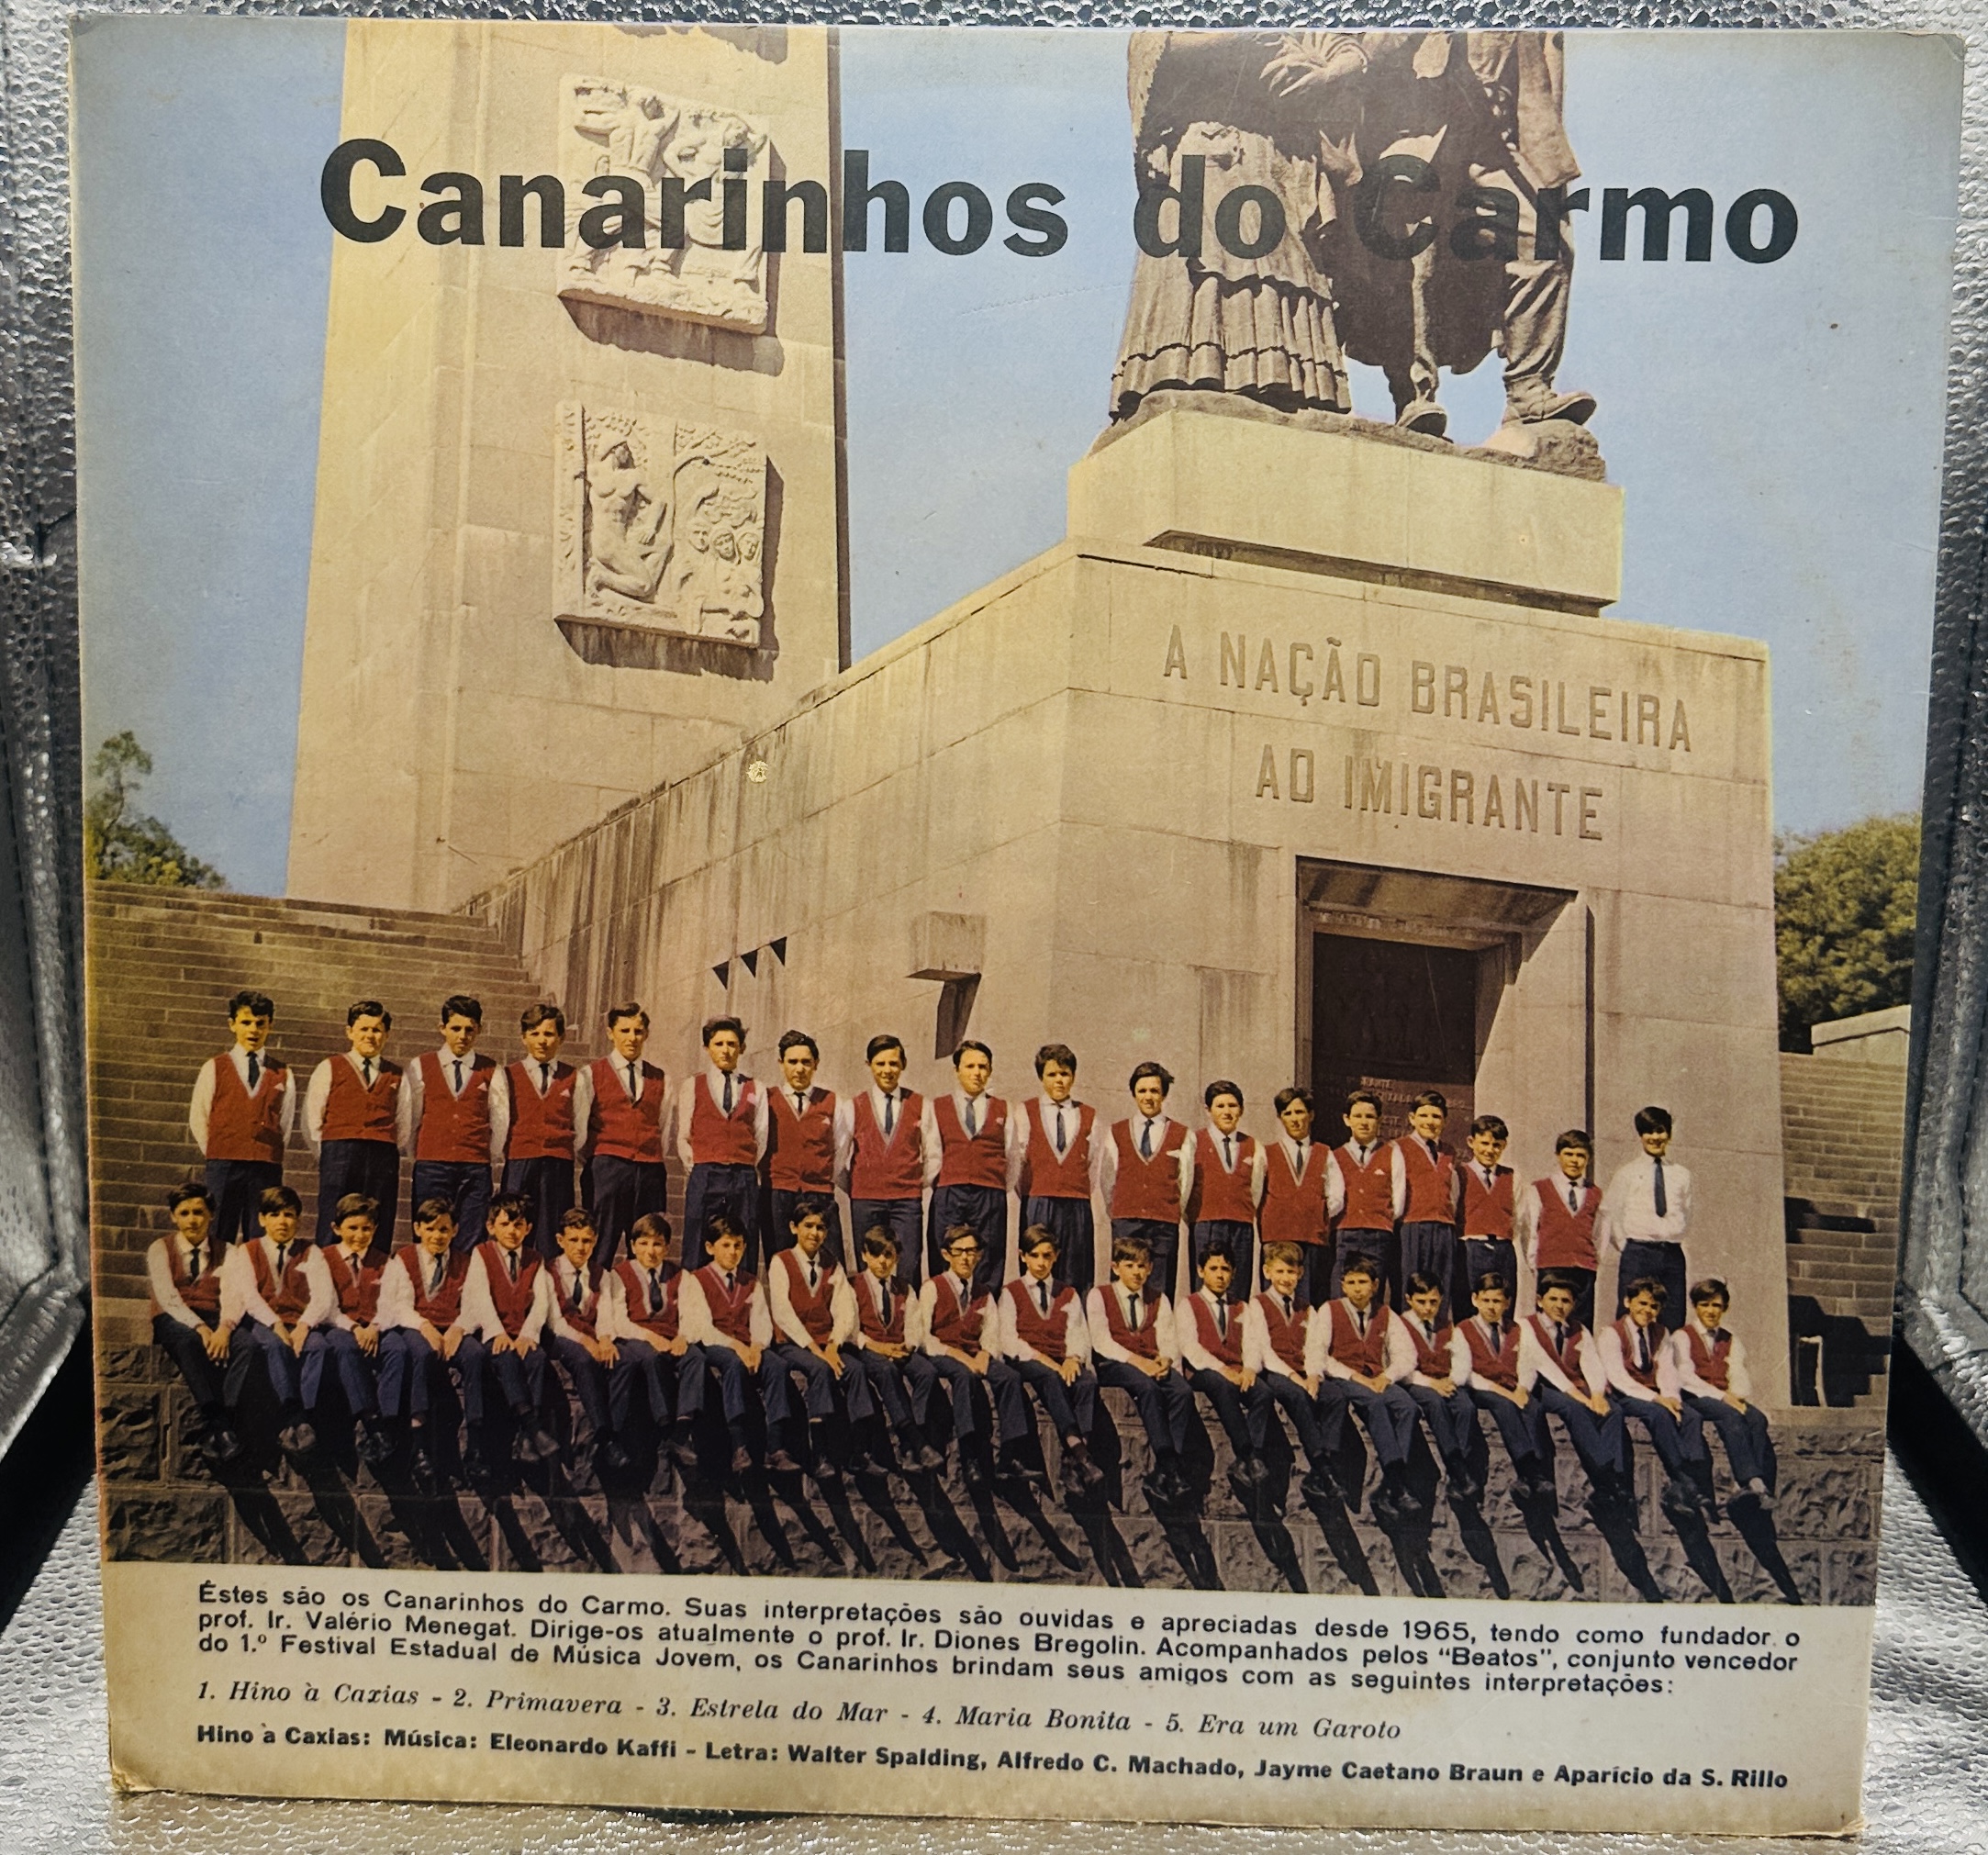 Canarinhos do Carmo
A NAÇÃO BRASILEIRA
AO IMIGRANTE
Êstes são os Canarinhos do Carmo. Suas interpretações são ouvidas e apreciadas desde 1965, tendo como fundador o
prof. Ir. Valério Menegat. Dirige-os atualmente o prof. Ir. Diones Bregolin. Acompanhados pelos "Beatos", conjunto vencedor
do 1.º Festival Estadual de Música Jovem, os Canarinhos brindam seus amigos com as seguintes interpretações:
1. Hino à Caxias - 2. Primavera - 3. Estrela do Mar - 4. Maria Bonita - 5. Era um Garoto
Hino à Caxias: Música: Eleonardo Kaffi - Letra: Walter Spalding, Alfredo C. Machado, Jayme Caetano Braun e Aparício da S. Rillo